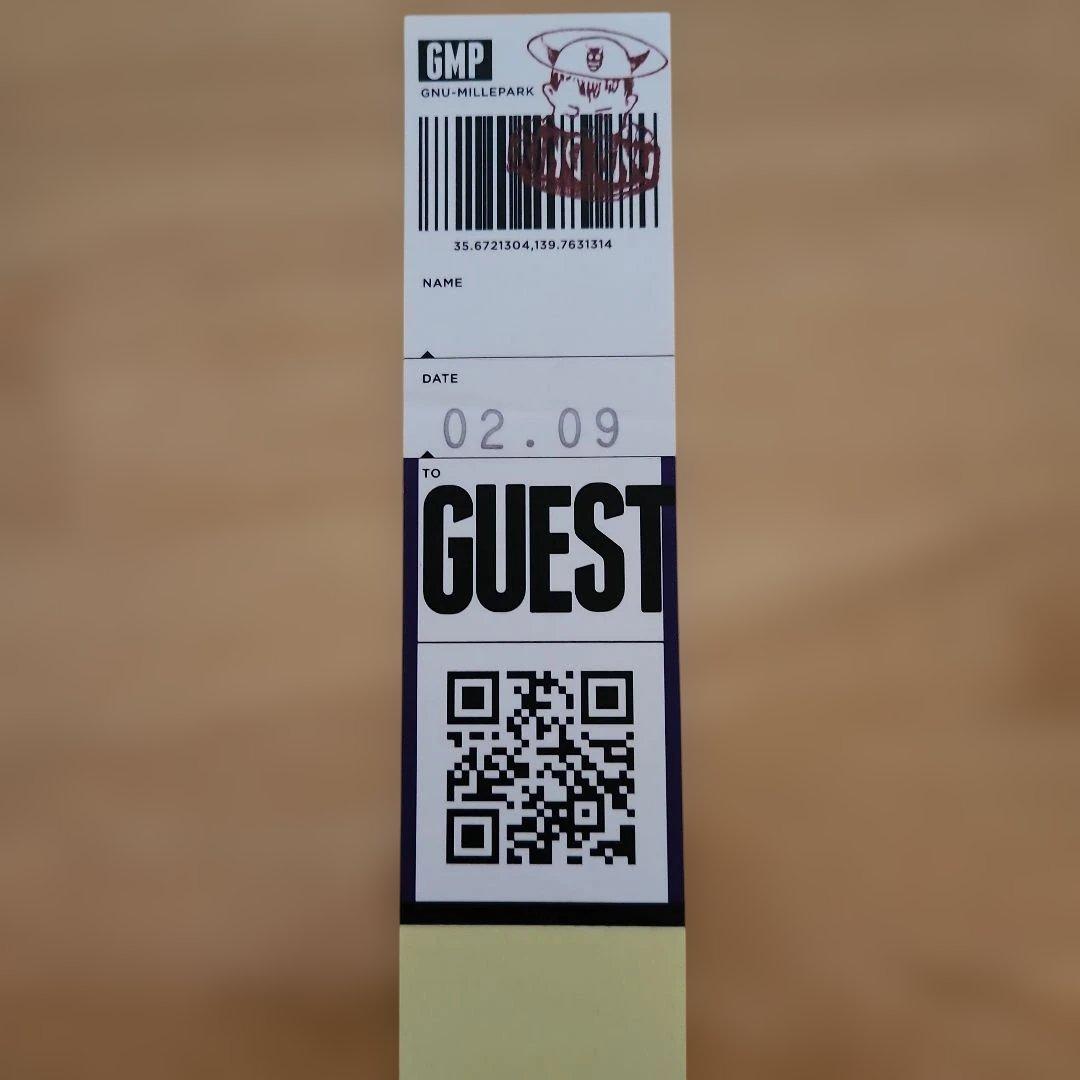 GMP
GNU-MILLEPARK
35.6721304,139.7631314
NAME
DATE
02.09
TO
GUEST